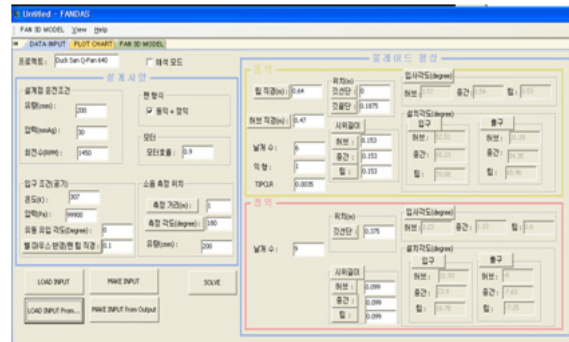 Untitled - FANDAS
FAN 3D MODEL View Help
DATA INPUT PLOT CHART FAN 3D MODEL
프로젝트: Duck San Q-Pan 640 해석 모드
설계사양
설계점 운전조건
유량(cmm): 200
압력(mmAq): 30
회전수(RPM): 1450
팬 형식
동익 + 정익
모터
모터효율: 0.9
입구 조건(공기)
온도(K): 307
압력(Pa): 99900
유동 유입 각도(degree): 0
벨 마우스 반경/팬 팁 직경: 0.1
소음 측정 위치
측정 거리(m): 1
측정 각도(degree): 180
유량(cmm): 200
LOAD INPUT MAKE INPUT SOLVE
LOAD INPUT From... MAKE INPUT from Output
블레이드 형상
동익
팁 직경(m): 0.64
허브 직경(m): 0.47
날개 수: 6
익형: 1
TIPCLR 0.0035
위치(m)
깃선단: 0
깃끝단: 0.1875
시위길이
허브: 0.153
중간: 0.153
팁: 0.153
입사각도(degree)
허브: 중간: 0.54 팁:
설치각도(degree)
입구
허브:
중간:
팁:
출구
허브:
중간:
팁:
정익
날개 수: 9
위치(m)
깃선단: 0.375
시위길이
허브: 0.099
중간: 0.099
팁: 0.099
입사각도(degree)
허브: 중간: 팁:
설치각도(degree)
입구
허브:
중간:
팁:
출구
허브:
중간:
팁: